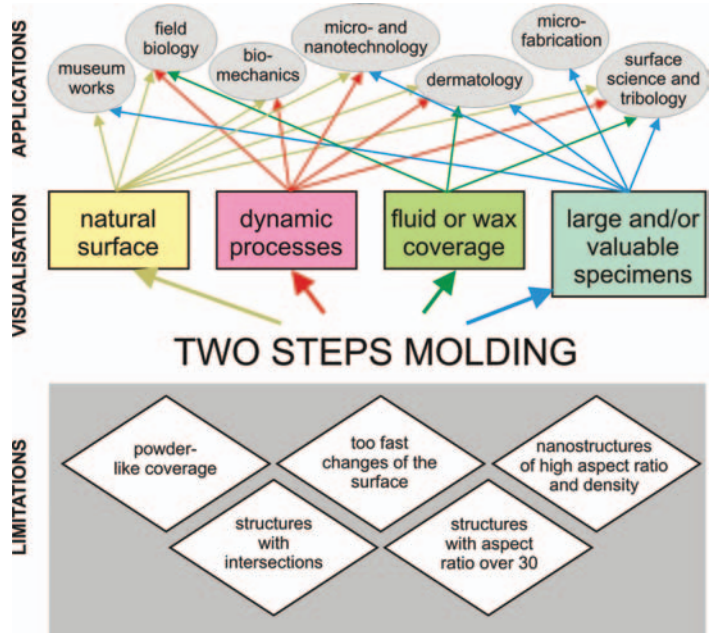 APPLICATIONS
museum
works
field
biology
bio-
mechanics
micro- and
nanotechnology
dermatology
micro-
fabrication
surface
science and
tribology
VISUALISATION
natural
surface
dynamic
processes
fluid or wax
coverage
large and/or
valuable
specimens
TWO STEPS MOLDING
LIMITATIONS
powder-
like coverage
too fast
changes of the
surface
nanostructures
of high aspect ratio
and density
structures
with
intersections
structures
with aspect
ratio over 30